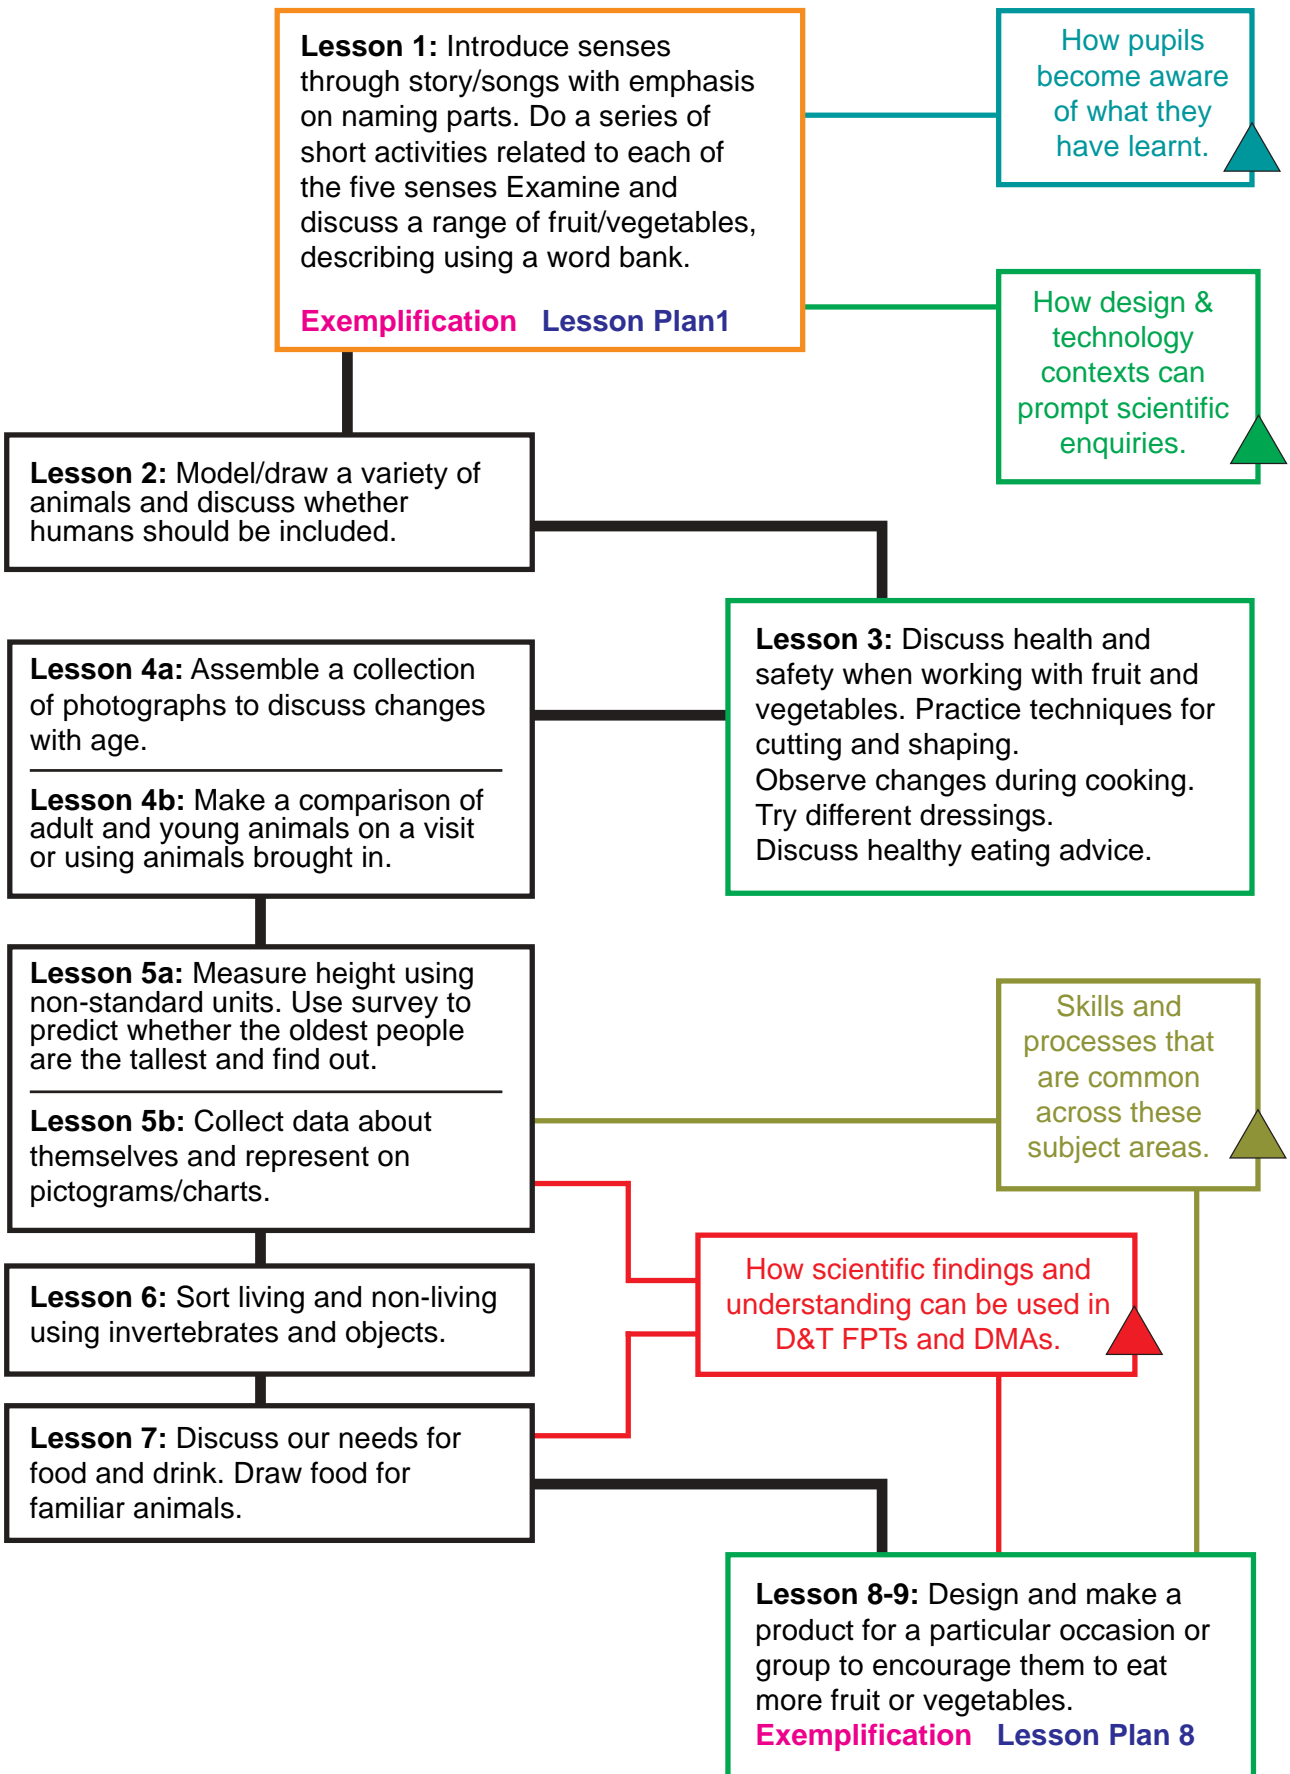 Lesson 1: Introduce senses
through story/songs with emphasis
on naming parts. Do a series of
short activities related to each of
the five senses Examine and
discuss a range of fruit/vegetables,
describing using a word bank.
Exemplification Lesson Plan1
How pupils
become aware
of what they
have learnt.
How design &
technology
contexts can
prompt scientific
enquiries.
Lesson 2: Model/draw a variety of
animals and discuss whether
humans should be included.
Lesson 3: Discuss health and
safety when working with fruit and
vegetables. Practice techniques for
cutting and shaping.
Observe changes during cooking.
Try different dressings.
Discuss healthy eating advice.
Lesson 4a: Assemble a collection
of photographs to discuss changes
with age.
Lesson 4b: Make a comparison of
adult and young animals on a visit
or using animals brought in.
Lesson 5a: Measure height using
non-standard units. Use survey to
predict whether the oldest people
are the tallest and find out.
Lesson 5b: Collect data about
themselves and represent on
pictograms/charts.
Skills and
processes that
are common
across these
subject areas.
How scientific findings and
understanding can be used in
D&T FPTs and DMAs.
Lesson 6: Sort living and non-living
using invertebrates and objects.
Lesson 7: Discuss our needs for
food and drink. Draw food for
familiar animals.
Lesson 8-9: Design and make a
product for a particular occasion or
group to encourage them to eat
more fruit or vegetables.
Exemplification Lesson Plan 8